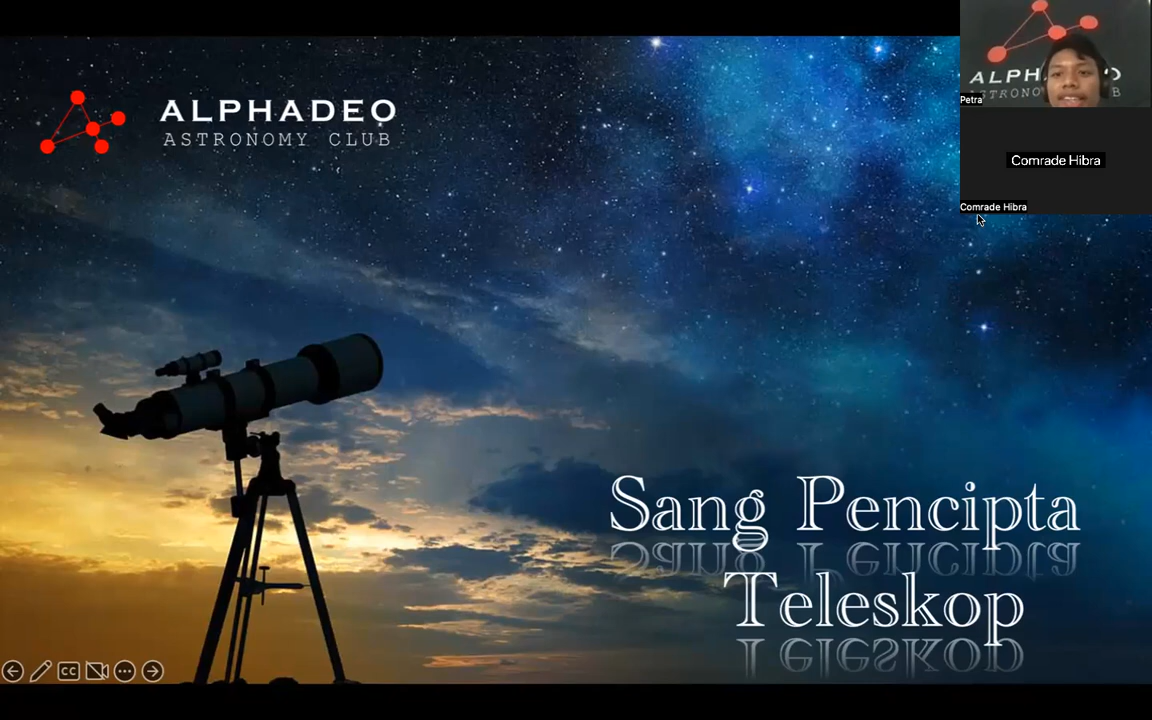 ALPHADEO
ASTRONOMY CLUB
Petra
Comrade Hibra
Comrade Hibra
Sang Pencipta
Teleskop
CC